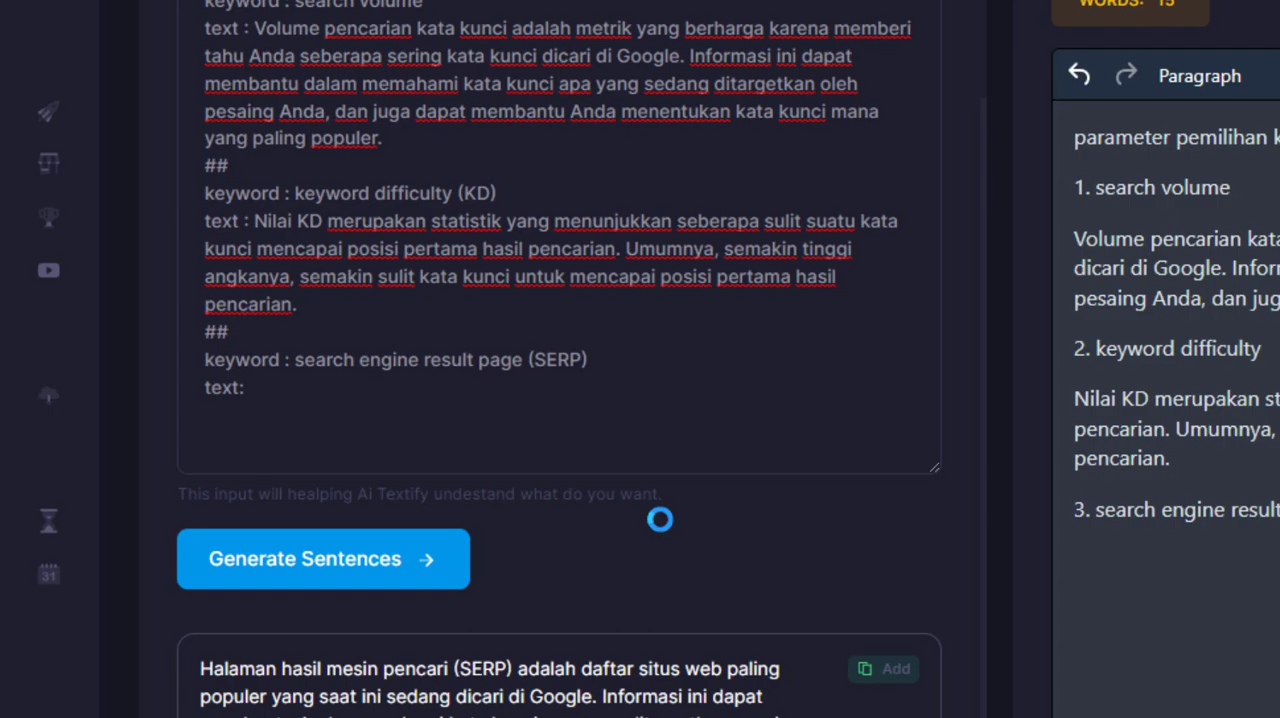 keyword : search volume
text : Volume pencarian kata kunci adalah metrik yang berharga karena memberi
tahu Anda seberapa sering kata kunci dicari di Google. Informasi ini dapat
membantu dalam memahami kata kunci apa yang sedang ditargetkan oleh
pesaing Anda, dan juga dapat membantu Anda menentukan kata kunci mana
yang paling populer.
##
keyword : keyword difficulty (KD)
text : Nilai KD merupakan statistik yang menunjukkan seberapa sulit suatu kata
kunci mencapai posisi pertama hasil pencarian. Umumnya, semakin tinggi
angkanya, semakin sulit kata kunci untuk mencapai posisi pertama hasil
pencarian.
##
keyword : search engine result page (SERP)
text:
This input will healping Ai Textify undestand what do you want.
Generate Sentences
Halaman hasil mesin pencari (SERP) adalah daftar situs web paling
populer yang saat ini sedang dicari di Google. Informasi ini dapat
Add
31
WORDS: 15
Paragraph
parameter pemilihan
1. search volume
Volume pencarian kata
dicari di Google. Infor
pesaing Anda, dan jug
2. keyword difficulty
Nilai KD merupakan st
pencarian. Umumnya,
pencarian.
3. search engine result